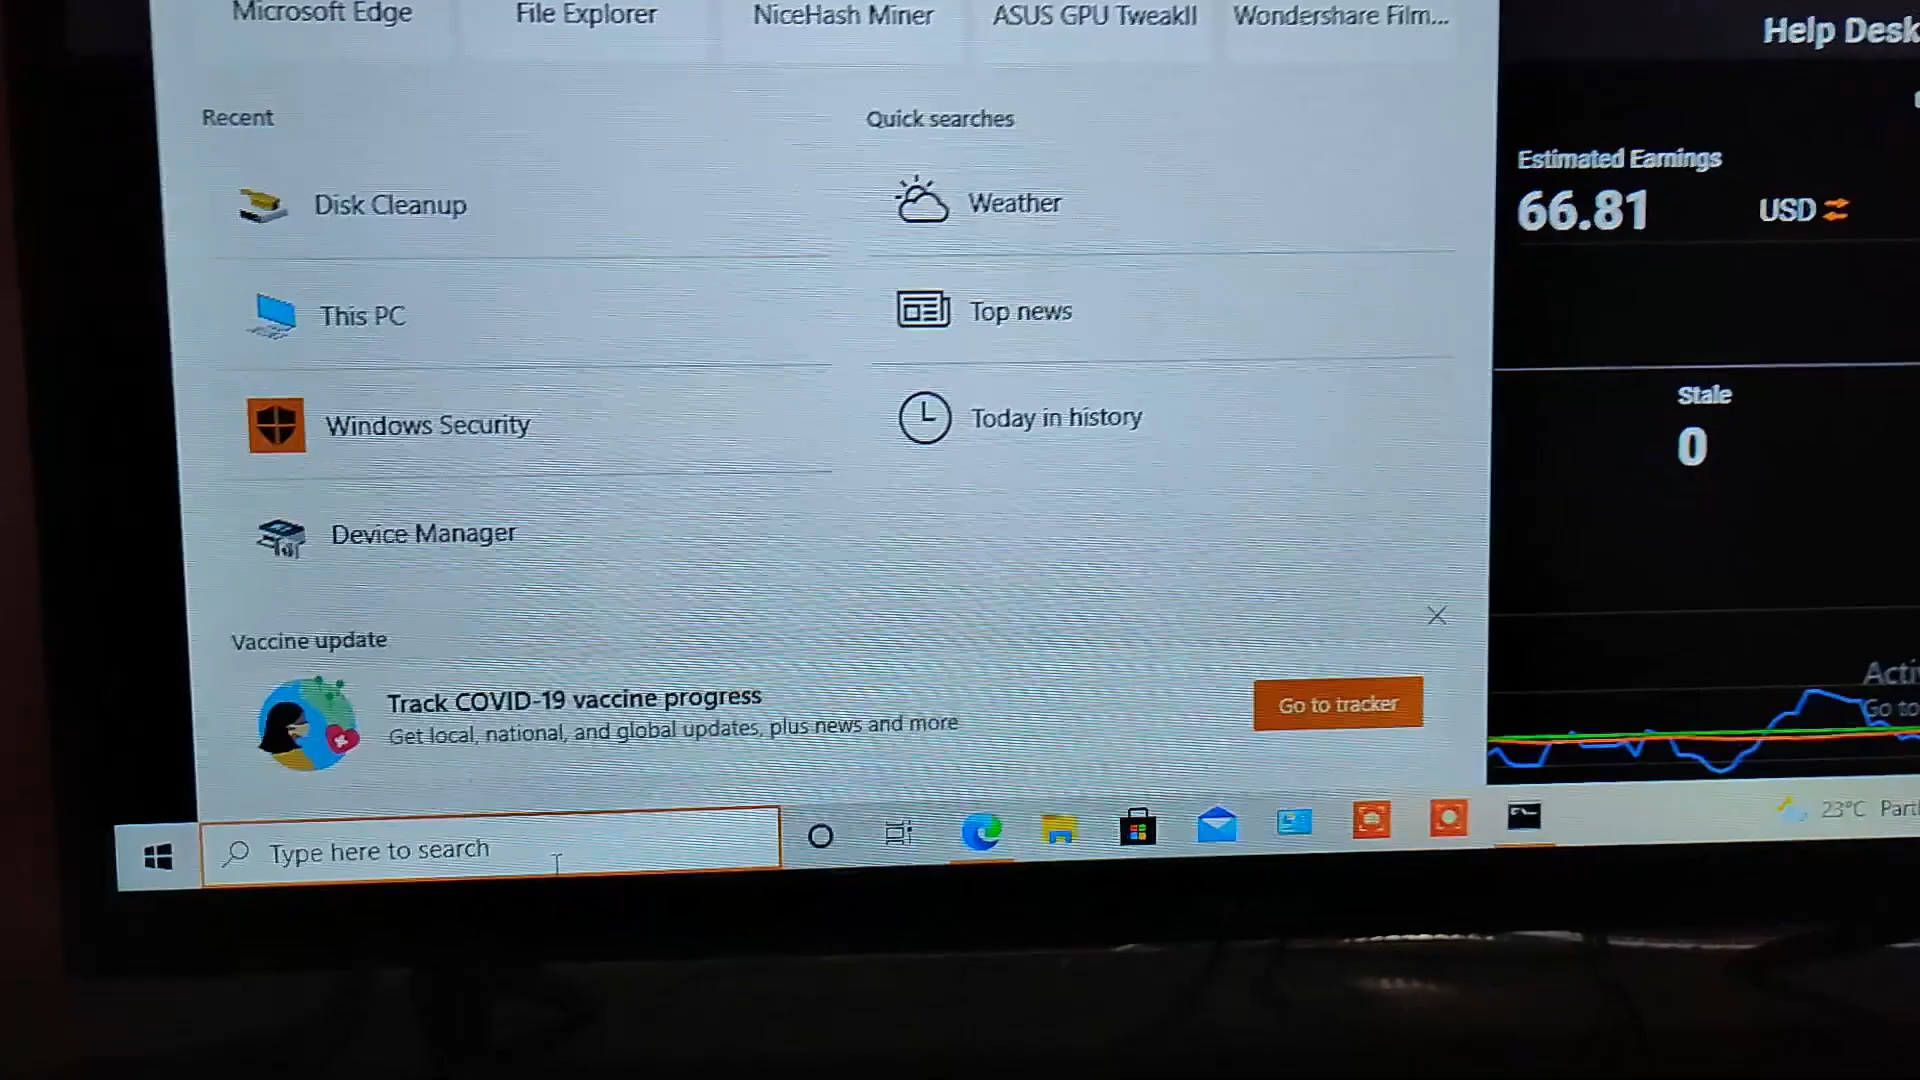 Microsoft Edge
File Explorer
NiceHash Miner
ASUS GPU TweakII
Wondershare Film...
Help Desk
Recent
Quick searches
Estimated Earnings
66.81
USD
Disk Cleanup
Weather
This PC
Top news
Stale
0
Windows Security
Today in history
Device Manager
Vaccine update
Track COVID-19 vaccine progress
Get local, national, and global updates, plus news and more
Go to tracker
Go to
Type here to search
23°C